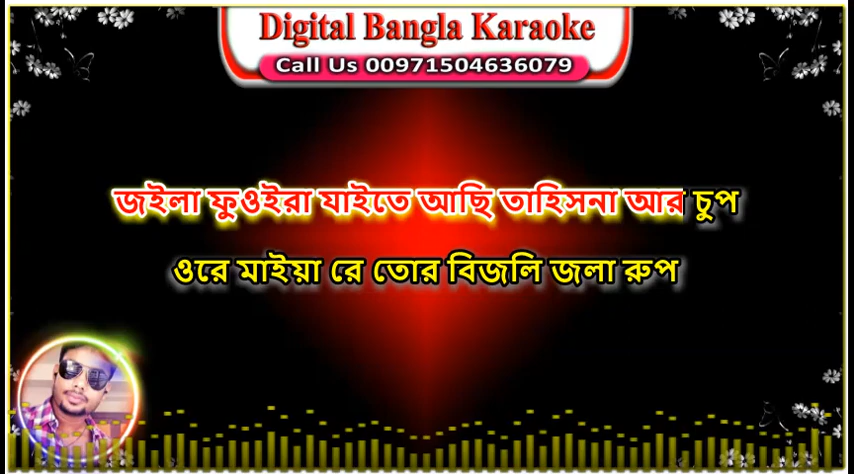 Digital Bangla Karaoke
Call Us 00971504636079
জইলা ফুওইরা যাইতে আছি তাহিসনা আর চুপ
ওরে মাইয়া রে তোর বিজলি জলা রুপ